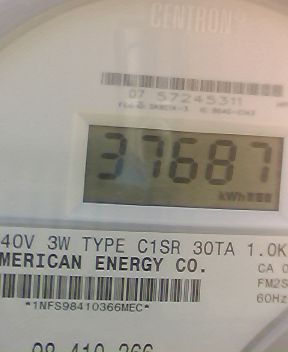 CENTRON
07 57245311
37687
kWh
40V 3W TYPE C1SR 30TA 1.0K
MERICAN ENERGY CO.
CA 0
FM2S
60Hz
*1NFS98410366MEC*
98 410 366